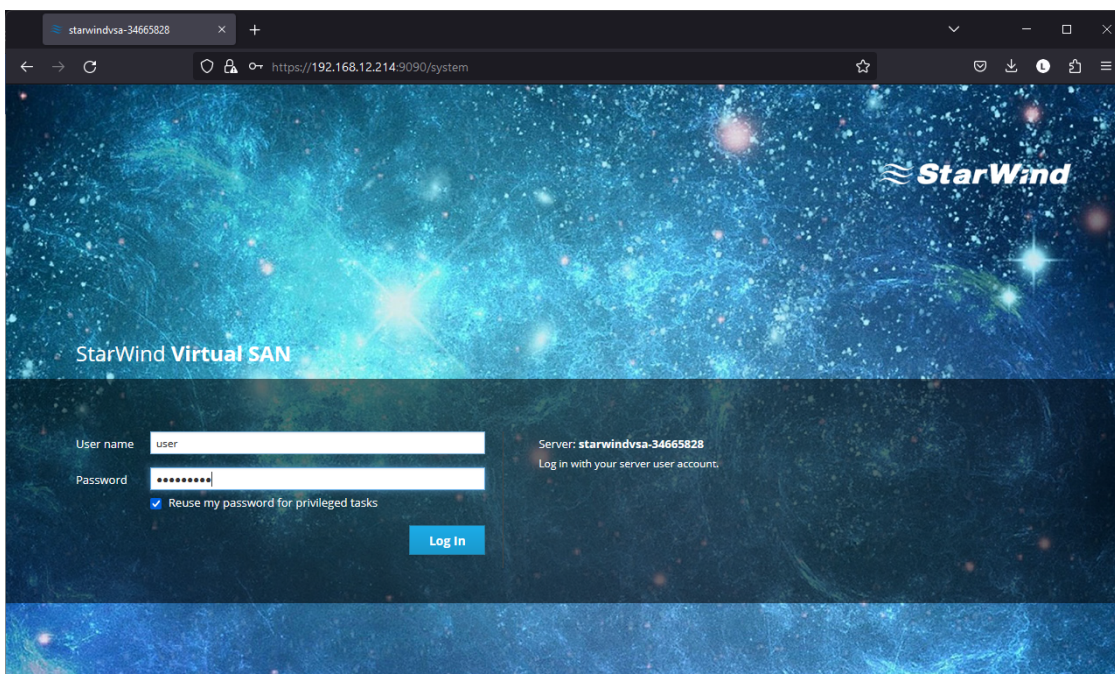 starwindvsa-34665828
https://192.168.12.214:9090/system
L
StarWind
StarWind Virtual SAN
User name
user
Server: starwindvsa-34665828
Log in with your server user account.
Password
•••••••••
Reuse my password for privileged tasks
Log In